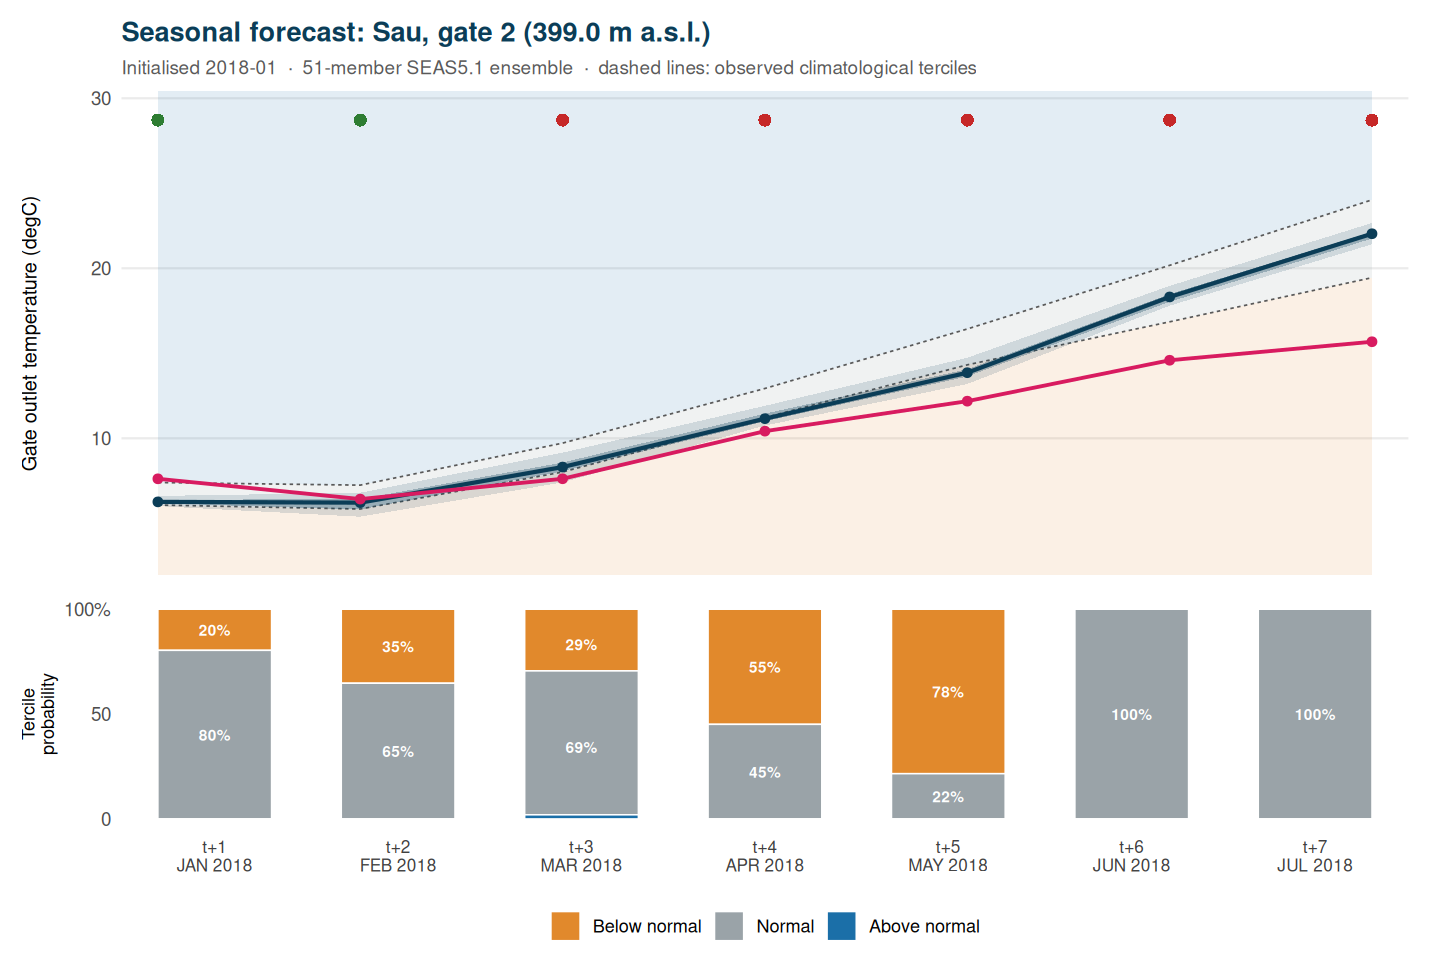 Seasonal forecast: Sau, gate 2 (399.0 m a.s.l.)
Initialised 2018-01 · 51-member SEAS5.1 ensemble · dashed lines: observed climatological terciles
30
20
10
Gate outlet temperature (degC)
100%
50
0
Tercile
probability
20%
35%
29%
55%
78%
100%
100%
80%
65%
69%
45%
22%
t+1
JAN 2018
t+2
FEB 2018
t+3
MAR 2018
t+4
APR 2018
t+5
MAY 2018
t+6
JUN 2018
t+7
JUL 2018
Below normal
Normal
Above normal